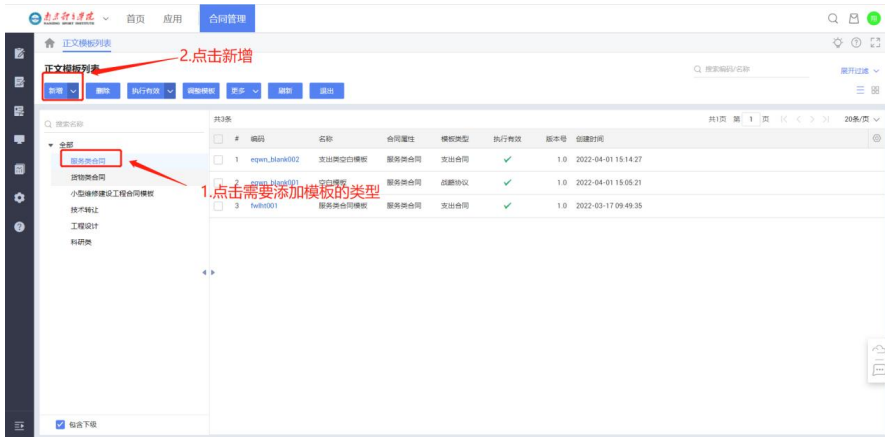 南京体育学院
NANJING SPORT INSTITUTE
首页 应用 合同管理
正文模板列表
2.点击新增
正文模板列表
搜索编码/名称 展开过滤
新增 删除 执行有效 调整模板 更多 刷新 退出
搜索名称
共3条 共1页 第 1 页 20条/页
# 编码 名称 合同属性 模板类型 执行有效 版本号 创建时间
全部
服务类合同
货物类合同
小型维修建设工程合同模板
技术转让
工程设计
科研类
1 eqwn_blank002 支出类空白模板 服务类合同 支出合同 1.0 2022-04-01 15:14:27
2 eqwn_blank001 空白模板 服务类合同 战略协议 1.0 2022-04-01 15:05:21
1.点击需要添加模板的类型
3 fwlht001 服务类合同模板 服务类合同 支出合同 1.0 2022-03-17 09:49:35
包含下级